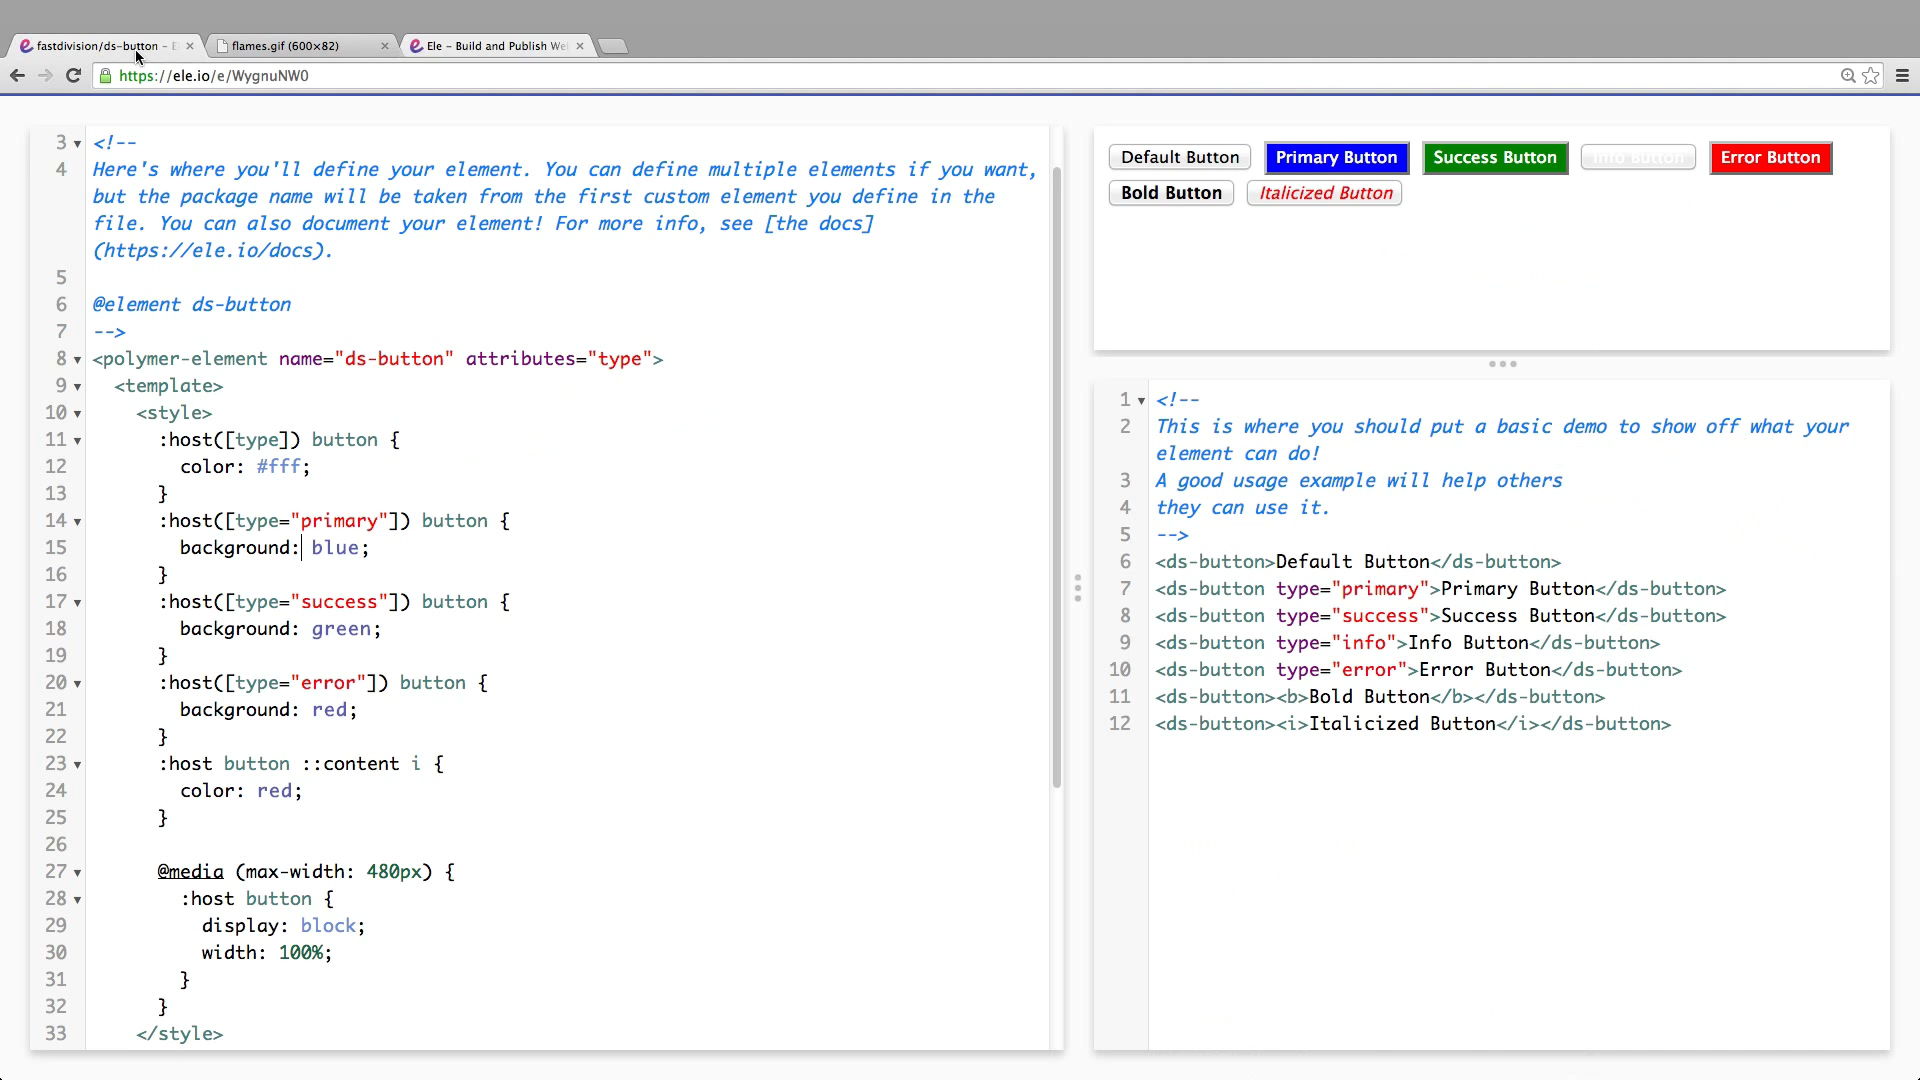 fastdivision/ds-button - E
flames.gif (600×82)
Ele - Build and Publish We
https://ele.io/e/WygnuNW0
3 <!--
4 Here's where you'll define your element. You can define multiple elements if you want,
but the package name will be taken from the first custom element you define in the
file. You can also document your element! For more info, see [the docs]
(https://ele.io/docs).
5
6 @element ds-button
7 -->
8 <polymer-element name="ds-button" attributes="type">
9 <template>
10 <style>
11 :host([type]) button {
12 color: #fff;
13 }
14 :host([type="primary"]) button {
15 background: blue;
16 }
17 :host([type="success"]) button {
18 background: green;
19 }
20 :host([type="error"]) button {
21 background: red;
22 }
23 :host button ::content i {
24 color: red;
25 }
26
27 @media (max-width: 480px) {
28 :host button {
29 display: block;
30 width: 100%;
31 }
32 }
33 </style>
Default Button Primary Button Success Button Info Button Error Button
Bold Button Italicized Button
1 <!--
2 This is where you should put a basic demo to show off what your
element can do!
3 A good usage example will help others
4 they can use it.
5 -->
6 <ds-button>Default Button</ds-button>
7 <ds-button type="primary">Primary Button</ds-button>
8 <ds-button type="success">Success Button</ds-button>
9 <ds-button type="info">Info Button</ds-button>
10 <ds-button type="error">Error Button</ds-button>
11 <ds-button><b>Bold Button</b></ds-button>
12 <ds-button><i>Italicized Button</i></ds-button>